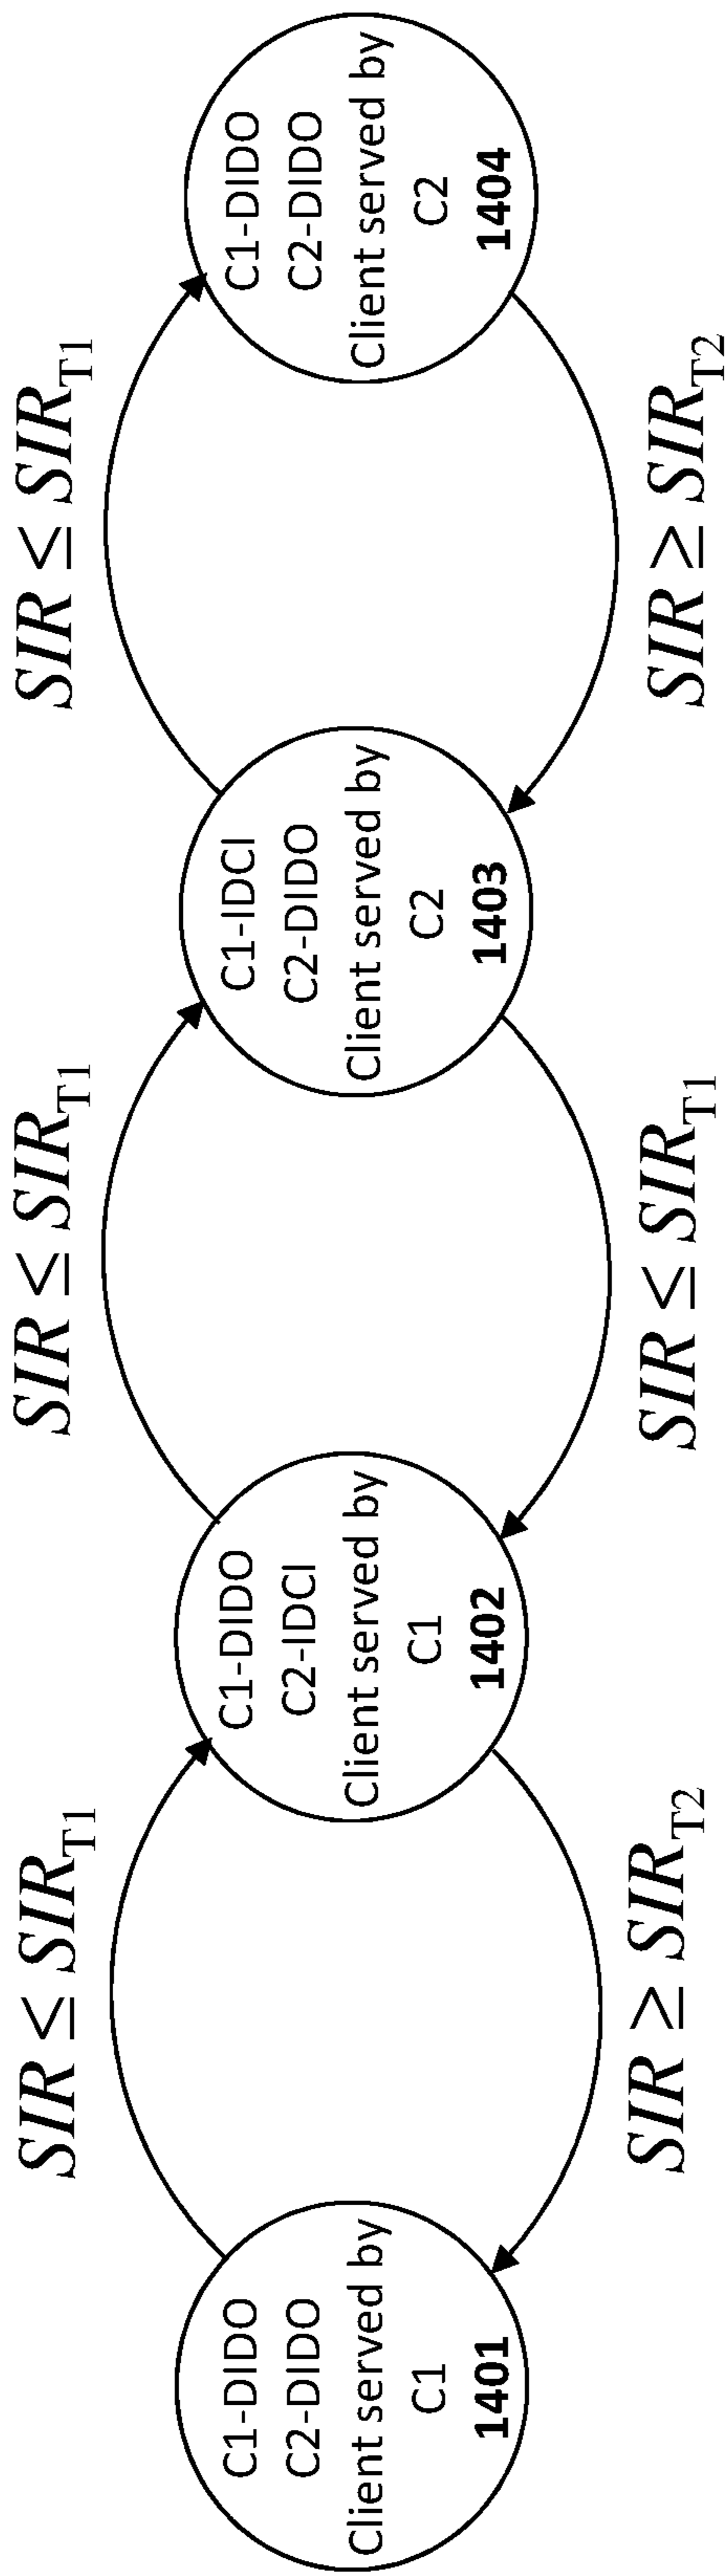 SIR ≤ SIR_T1
SIR ≤ SIR_T1
SIR ≤ SIR_T1
C1-DIDO
C2-DIDO
Client served by
C1
1401
C1-DIDO
C2-IDCI
Client served by
C1
1402
C1-IDCI
C2-DIDO
Client served by
C2
1403
C1-DIDO
C2-DIDO
Client served by
C2
1404
SIR ≥ SIR_T2
SIR ≤ SIR_T1
SIR ≥ SIR_T2